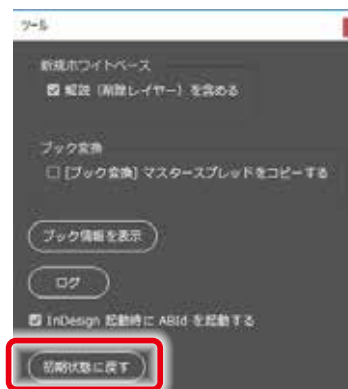 ツール
新規ホワイトベース
解説（削除レイヤー）を含める
ブック変換
[ブック変換] マスタースプレッドをコピーする
ブック情報を表示
ログ
InDesign 起動時に ABId を起動する
初期状態に戻す